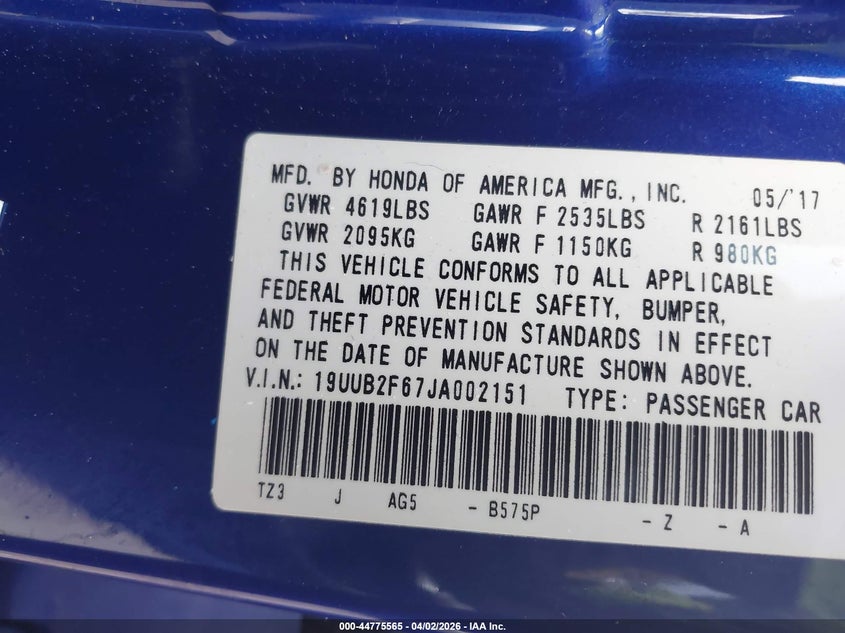 MFD. BY HONDA OF AMERICA MFG., INC. 05/'17
GVWR 4619LBS GAWR F 2535LBS R 2161LBS
GVWR 2095KG GAWR F 1150KG R 980KG
THIS VEHICLE CONFORMS TO ALL APPLICABLE
FEDERAL MOTOR VEHICLE SAFETY, BUMPER,
AND THEFT PREVENTION STANDARDS IN EFFECT
ON THE DATE OF MANUFACTURE SHOWN ABOVE.
V.I.N.: 19UUB2F67JA002151 TYPE: PASSENGER CAR
TZ3 J AG5 - B575P - Z - A
000-44775565 | 04/02/2026 | IAA Inc.